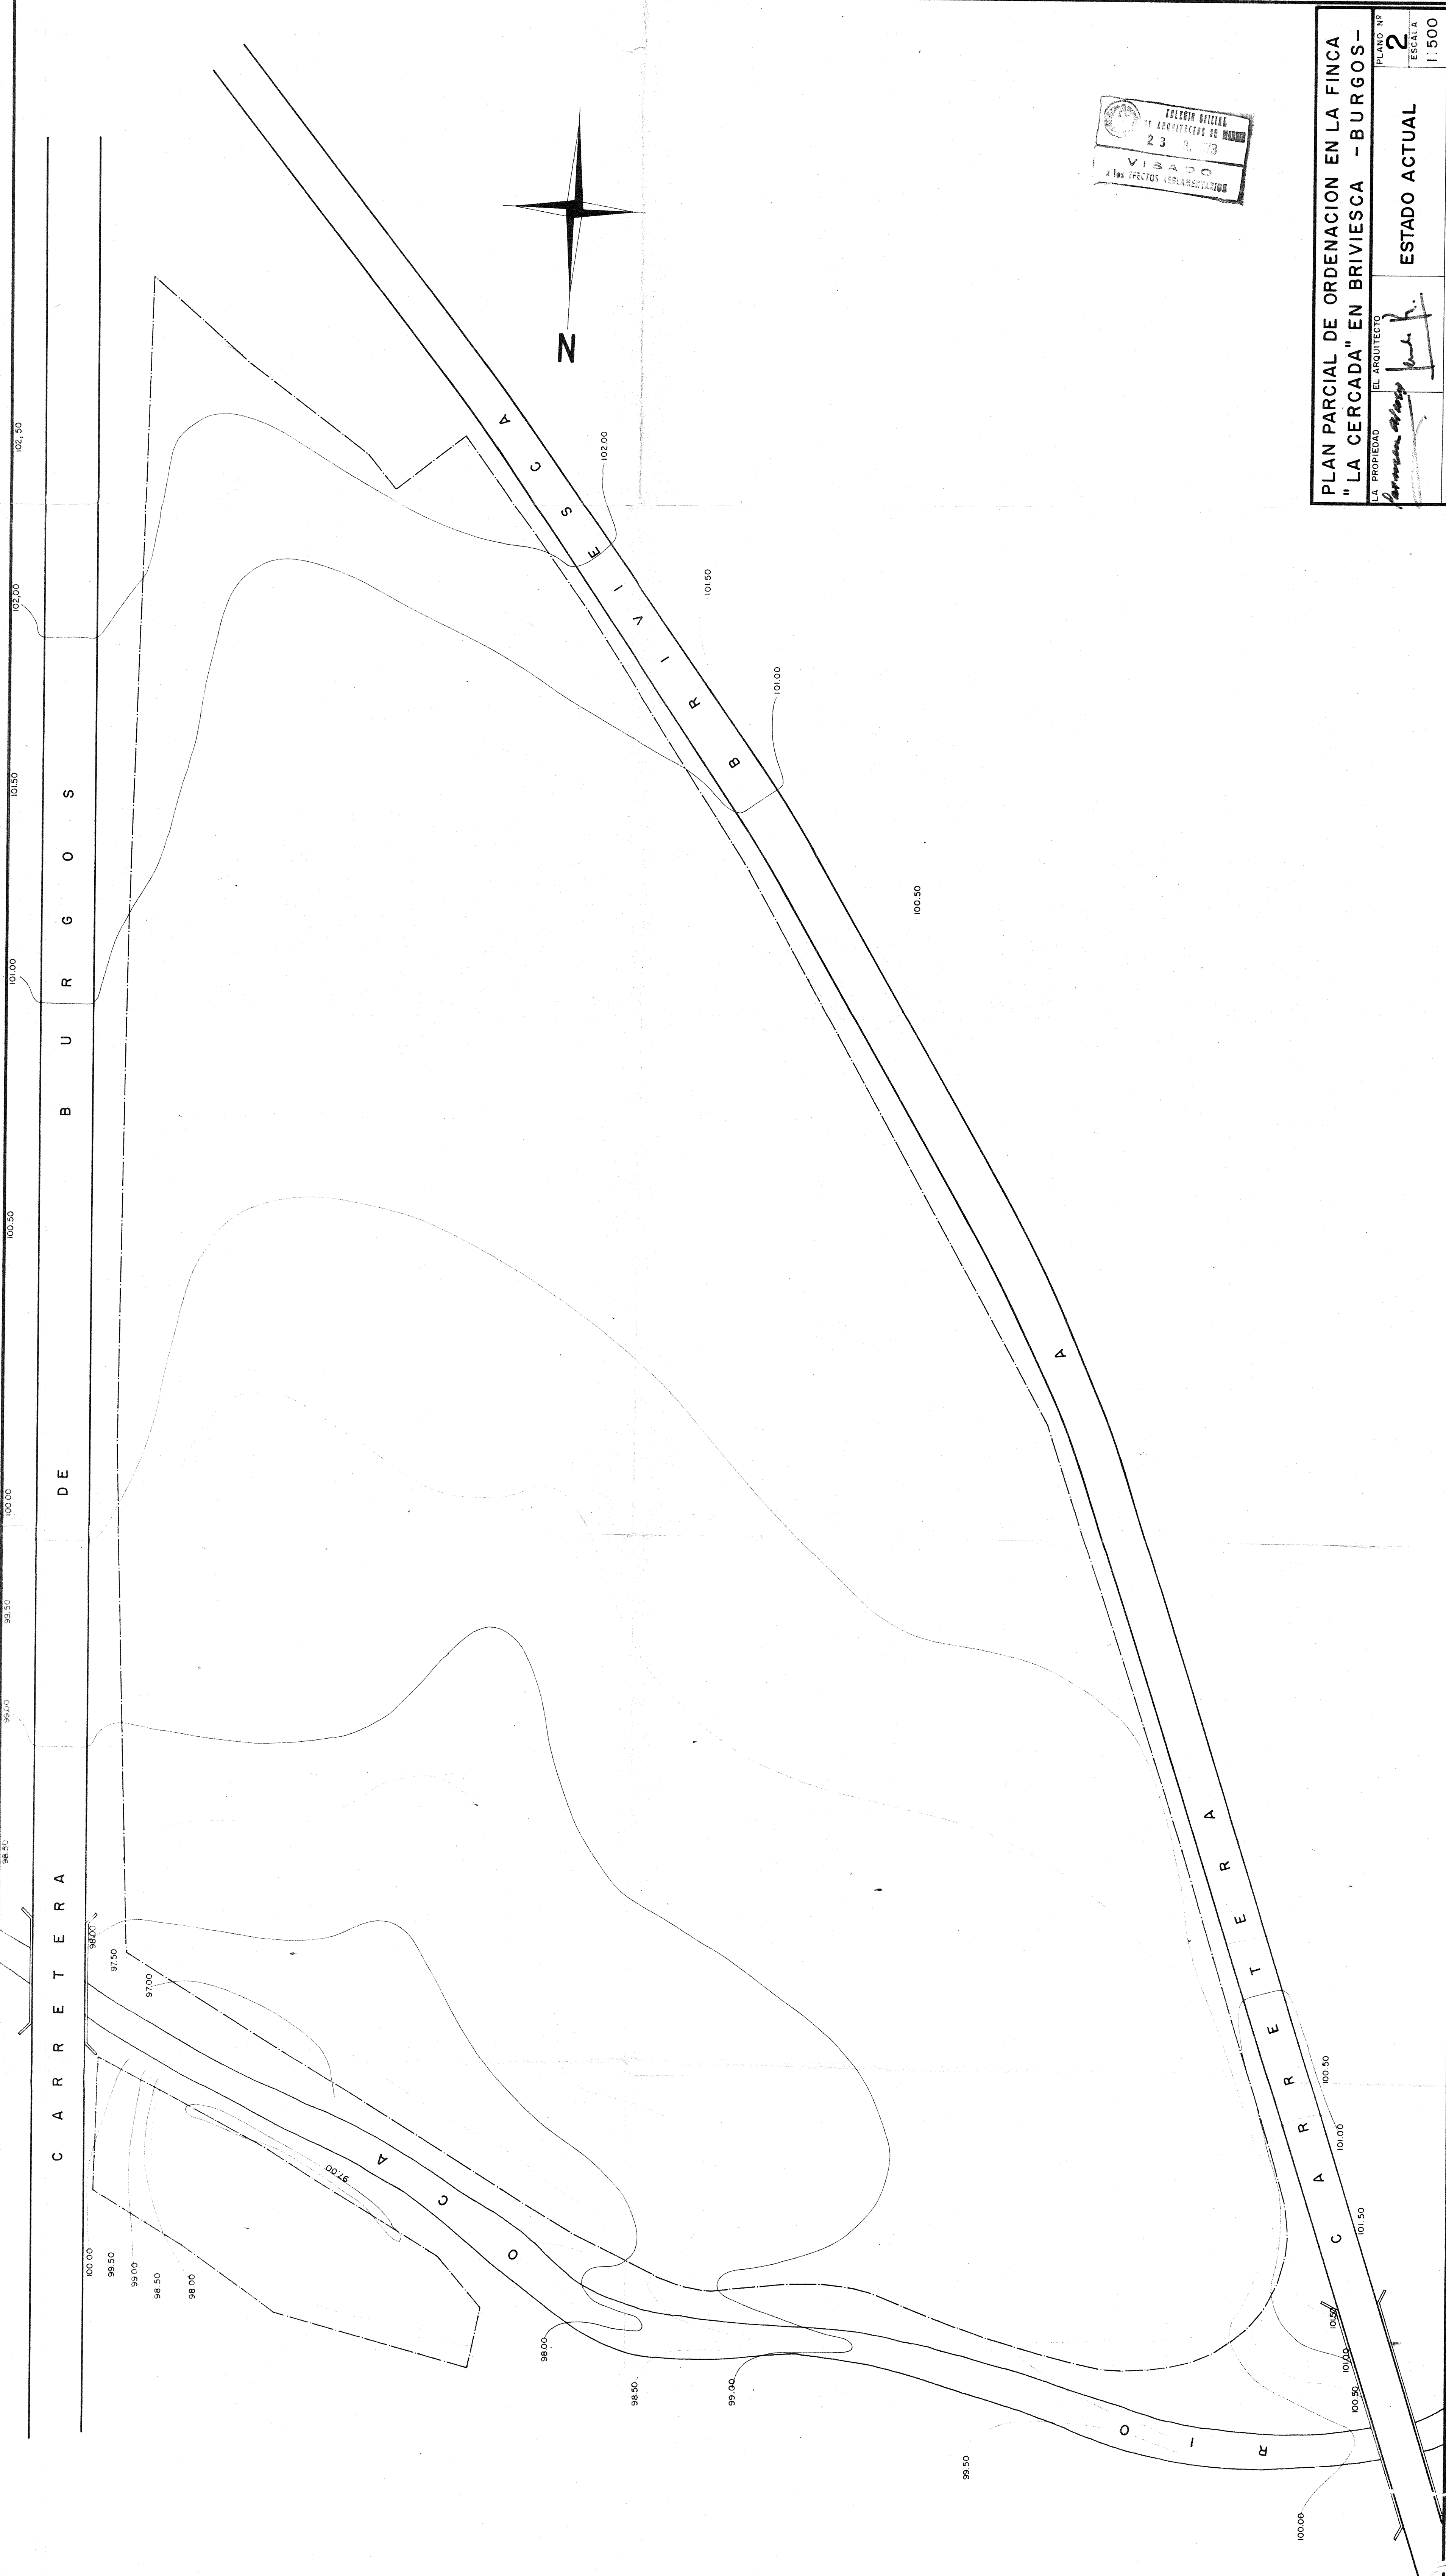 PLAN PARCIAL DE ORDENACION EN LA FINCA
"LA CERCADA" EN BRIVIESCA -BURGOS-
LA PROPIEDAD
EL ARQUITECTO
ESTADO ACTUAL
PLANO Nº
2
ESCALA
1:500
COLEGIO OFICIAL
DE ARQUITECTOS DE MADRID
23
VISADO
a los EFECTOS REGLAMENTARIOS
N
CARRETERA DE BURGOS
CARRETERA A BRIVIESCA
RIO OCA
102,50
102,00
101.50
101.00
100.50
100.00
99.50
99.00
98.50
98.00
97.50
97.00
97.00
100.00
99.50
99.00
98.50
98.00
98.00
98.50
99.00
99.50
100.00
100.50
101.00
101.50
101.50
101.00
100.50
100.50
101.00
101.50
102.00